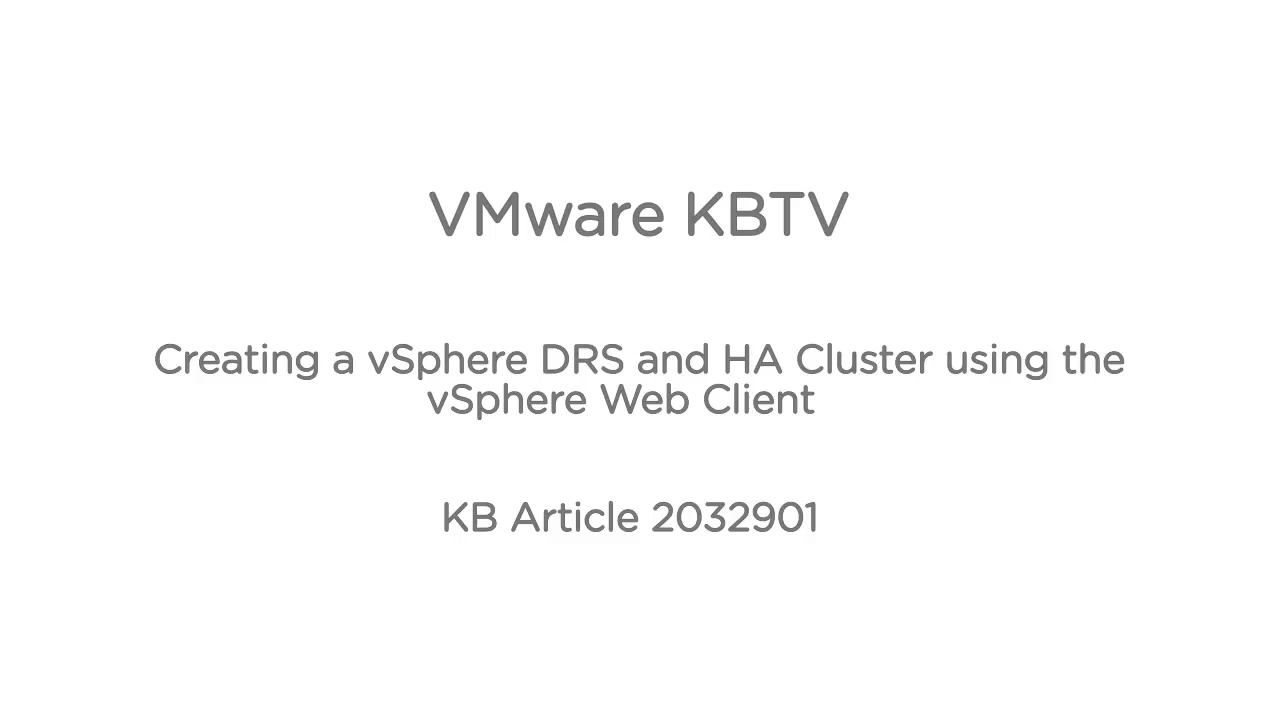 VMware KBTV
Creating a vSphere DRS and HA Cluster using the
vSphere Web Client
KB Article 2032901